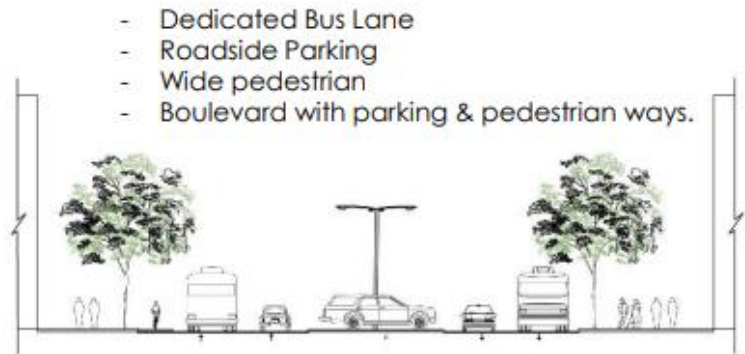 - Dedicated Bus Lane
- Roadside Parking
- Wide pedestrian
- Boulevard with parking & pedestrian ways.